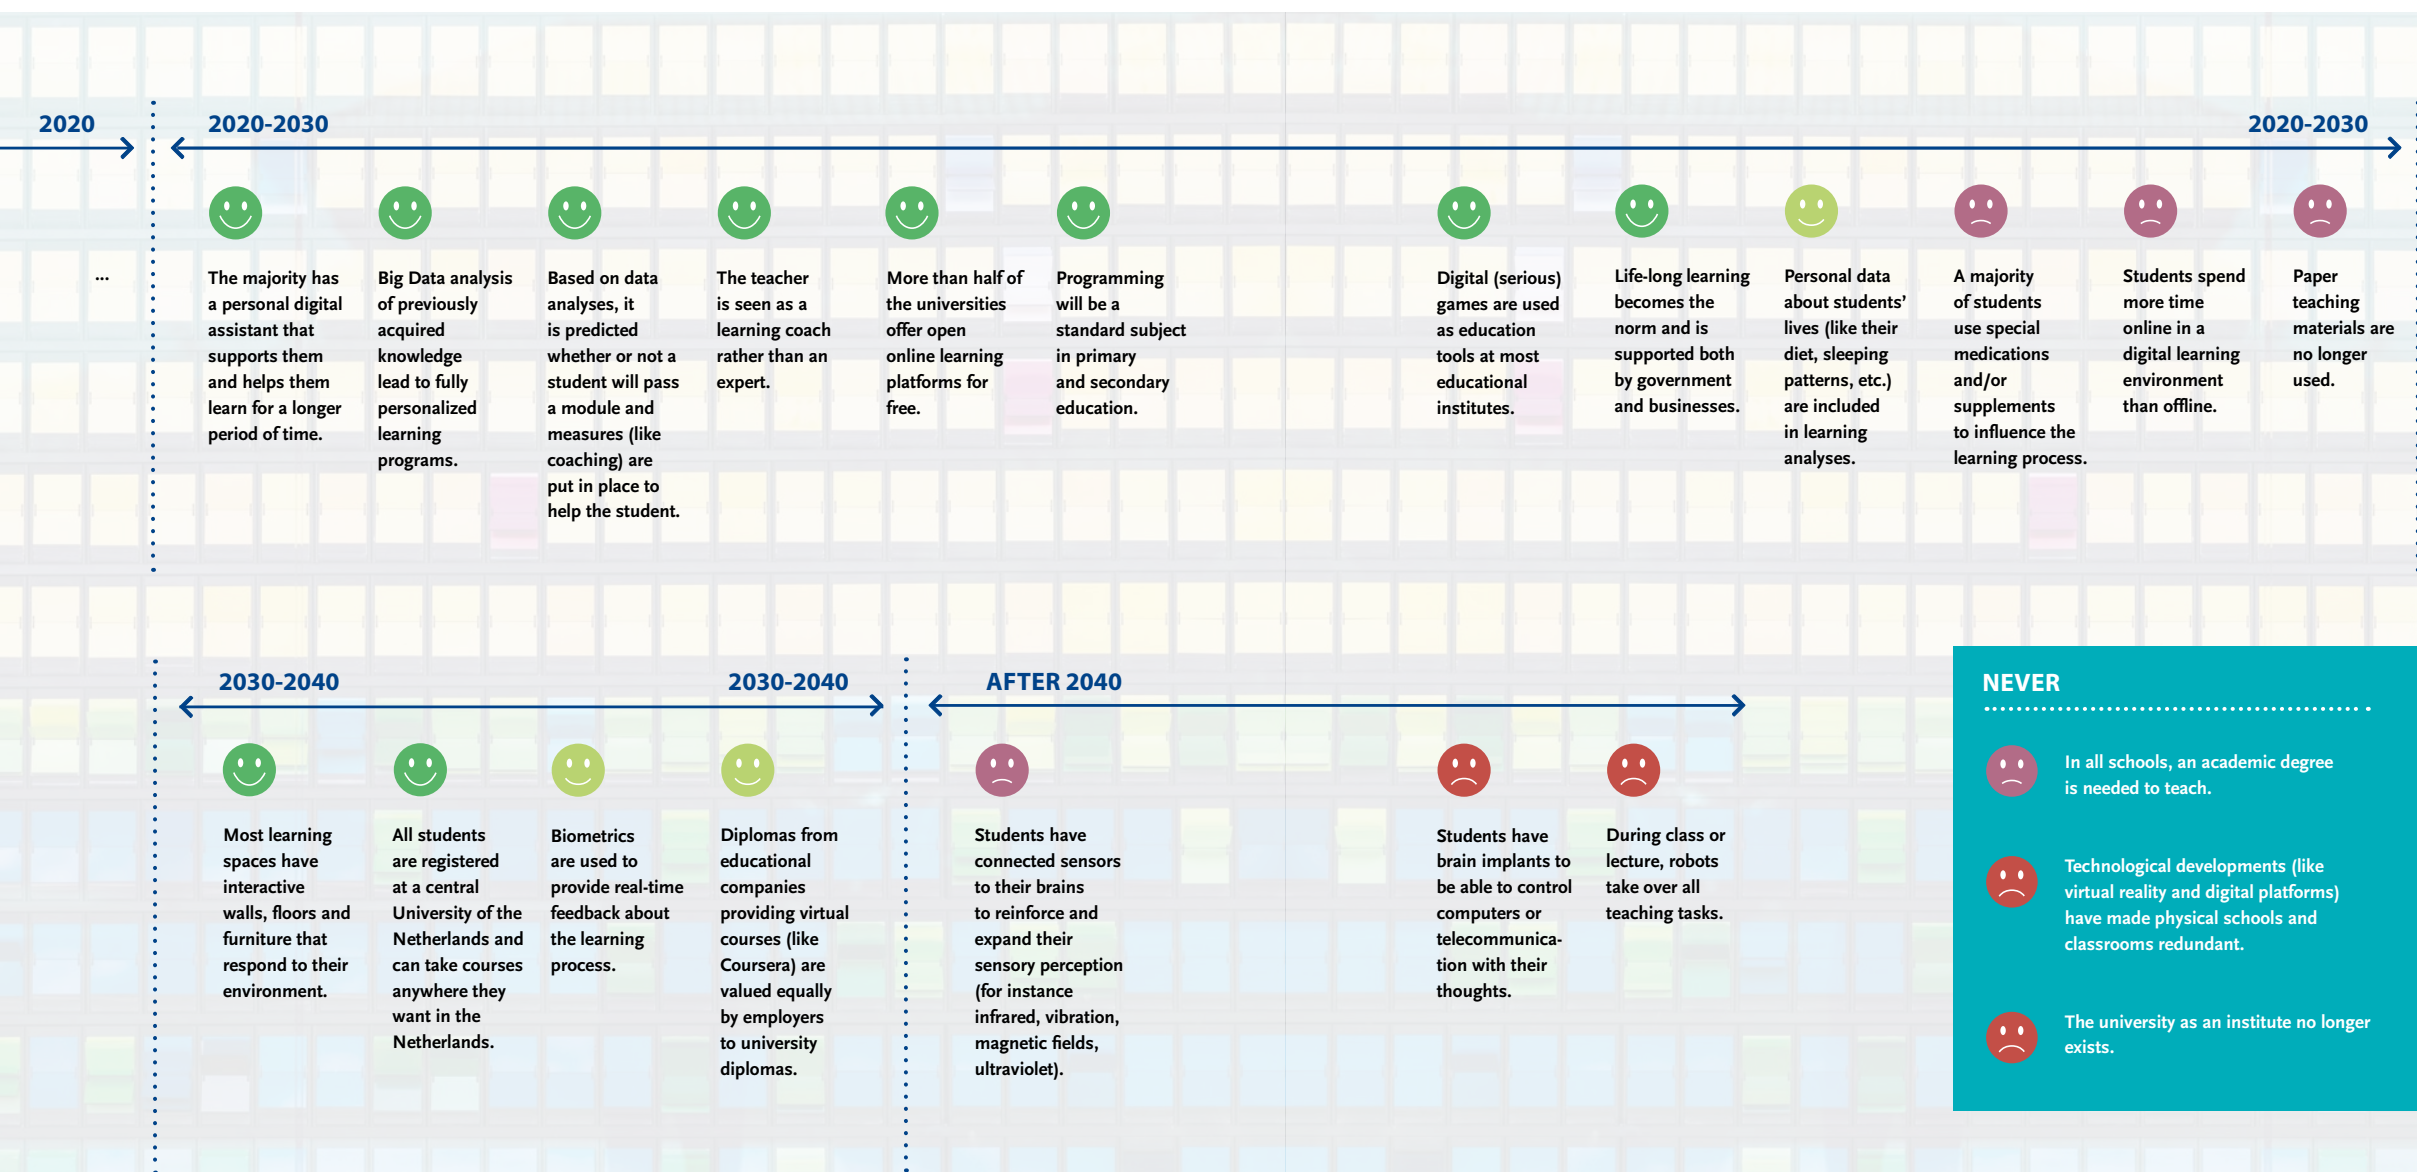 2020
...
2020-2030
2020-2030
The majority has
a personal digital
assistant that
supports them
and helps them
learn for a longer
period of time.
Big Data analysis
of previously
acquired
knowledge
lead to fully
personalized
learning
programs.
Based on data
analyses, it
is predicted
whether or not a
student will pass
a module and
measures (like
coaching) are
put in place to
help the student.
The teacher
is seen as a
learning coach
rather than an
expert.
More than half of
the universities
offer open
online learning
platforms for
free.
Programming
will be a
standard subject
in primary
and secondary
education.
Digital (serious)
games are used
as education
tools at most
educational
institutes.
Life-long learning
becomes the
norm and is
supported both
by government
and businesses.
Personal data
about students’
lives (like their
diet, sleeping
patterns, etc.)
are included
in learning
analyses.
A majority
of students
use special
medications
and/or
supplements
to influence the
learning process.
Students spend
more time
online in a
digital learning
environment
than offline.
Paper
teaching
materials are
no longer
used.
2030-2040
2030-2040
Most learning
spaces have
interactive
walls, floors and
furniture that
respond to their
environment.
All students
are registered
at a central
University of the
Netherlands and
can take courses
anywhere they
want in the
Netherlands.
Biometrics
are used to
provide real-time
feedback about
the learning
process.
Diplomas from
educational
companies
providing virtual
courses (like
Coursera) are
valued equally
by employers
to university
diplomas.
AFTER 2040
Students have
connected sensors
to their brains
to reinforce and
expand their
sensory perception
(for instance
infrared, vibration,
magnetic fields,
ultraviolet).
Students have
brain implants to
be able to control
computers or
telecommunica-
tion with their
thoughts.
During class or
lecture, robots
take over all
teaching tasks.
NEVER
In all schools, an academic degree
is needed to teach.
Technological developments (like
virtual reality and digital platforms)
have made physical schools and
classrooms redundant.
The university as an institute no longer
exists.